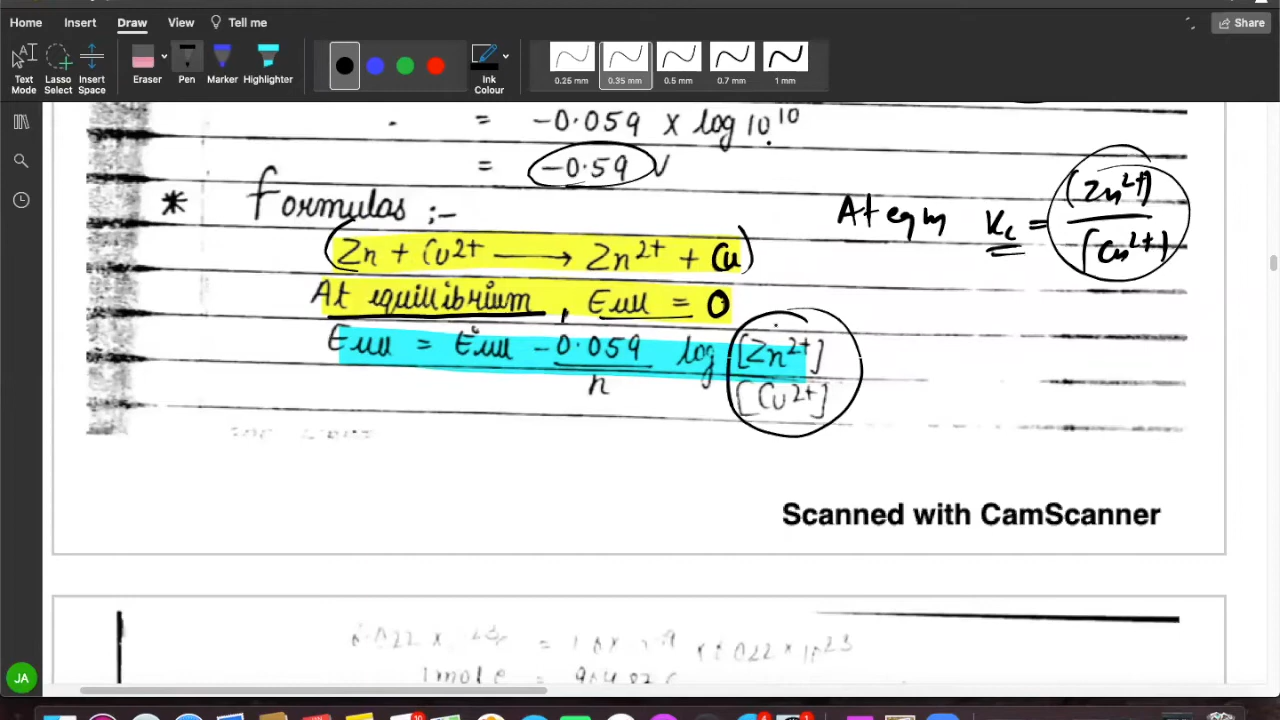 Home Insert Draw View Tell me
Share
Text Mode
Lasso Select
Insert Space
Eraser
Pen
Marker
Highlighter
Ink Colour
0.25 mm
0.35 mm
0.5 mm
0.7 mm
1 mm
= -0.059 x log 10¹⁰
= -0.59 V
* Formulas :-
At eqm Kc = [Zn²⁺] / [Cu²⁺]
(Zn + Cu²⁺ ⟶ Zn²⁺ + Cu)
At equilibrium, Ecell = 0
Ecell = E°cell - 0.059 / n log [Zn²⁺] / [Cu²⁺]
Scanned with CamScanner
1 mole =
JA